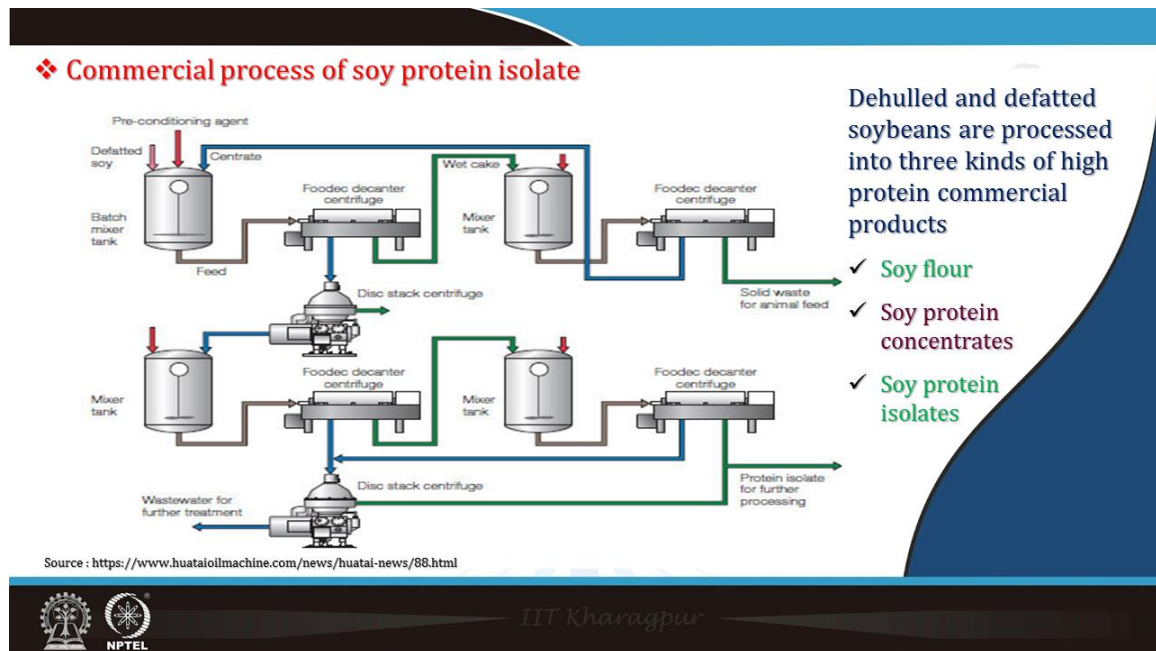 ❖ Commercial process of soy protein isolate
Pre-conditioning agent
Defatted
soy
Centrate
Wet cake
Foodec decanter
centrifuge
Foodec decanter
centrifuge
Batch
mixer
tank
Mixer
tank
Feed
Disc stack centrifuge
Solid waste
for animal feed
Foodec decanter
centrifuge
Foodec decanter
centrifuge
Mixer
tank
Mixer
tank
Disc stack centrifuge
Protein isolate
for further
processing
Wastewater for
further treatment
Source : https://www.huataioilmachine.com/news/huatai-news/88.html
Dehulled and defatted
soybeans are processed
into three kinds of high
protein commercial
products
✓ Soy flour
✓ Soy protein
concentrates
✓ Soy protein
isolates
NPTEL
®
IIT Kharagpur